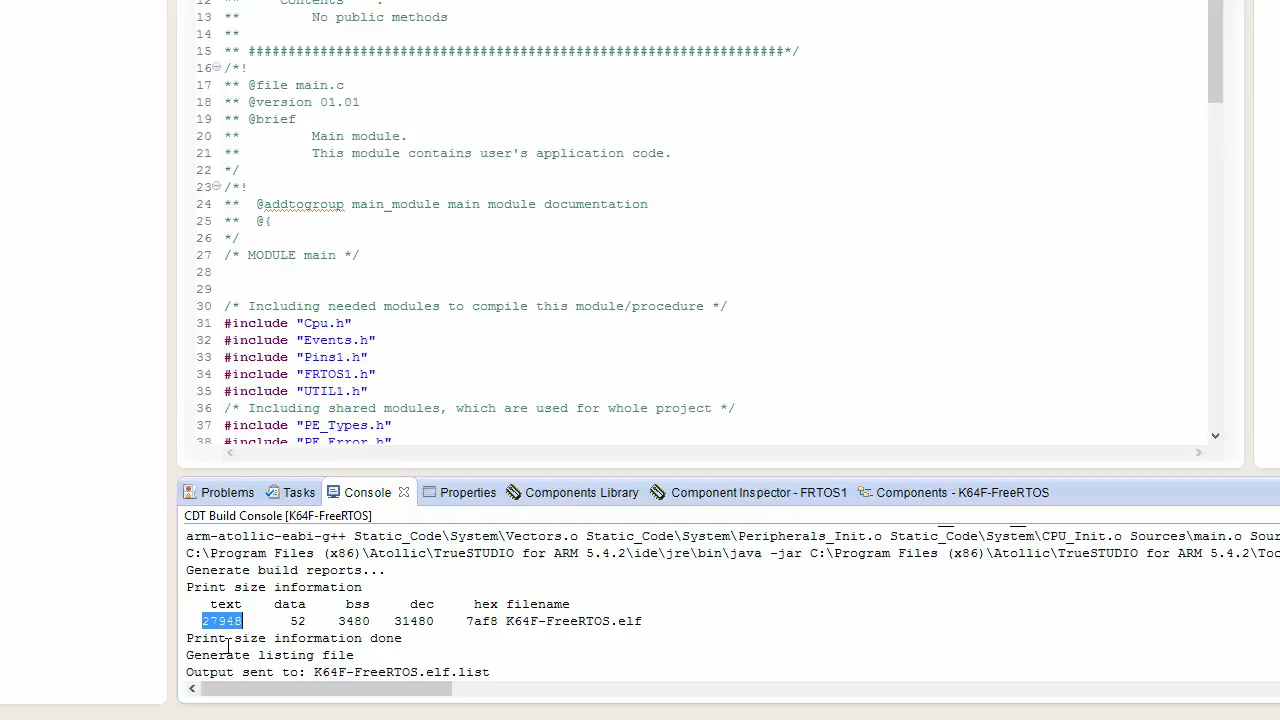 12 ** Contents :
13 ** No public methods
14 **
15 ** ###################################################################*/
16 /*!
17 ** @file main.c
18 ** @version 01.01
19 ** @brief
20 ** Main module.
21 ** This module contains user's application code.
22 */
23 /*!
24 ** @addtogroup main_module main module documentation
25 ** @{
26 */
27 /* MODULE main */
28
29
30 /* Including needed modules to compile this module/procedure */
31 #include "Cpu.h"
32 #include "Events.h"
33 #include "Pins1.h"
34 #include "FRTOS1.h"
35 #include "UTIL1.h"
36 /* Including shared modules, which are used for whole project */
37 #include "PE_Types.h"
38 #include "PE_Error.h"
Problems Tasks Console Properties Components Library Component Inspector - FRTOS1 Components - K64F-FreeRTOS
CDT Build Console [K64F-FreeRTOS]
arm-atollic-eabi-g++ Static_Code\System\Vectors.o Static_Code\System\Peripherals_Init.o Static_Code\System\CPU_Init.o Sources\main.o Sour
C:\Program Files (x86)\Atollic\TrueSTUDIO for ARM 5.4.2\ide\jre\bin\java -jar C:\Program Files (x86)\Atollic\TrueSTUDIO for ARM 5.4.2\Too
Generate build reports...
Print size information
text data bss dec hex filename
27948 52 3480 31480 7af8 K64F-FreeRTOS.elf
Print size information done
Generate listing file
Output sent to: K64F-FreeRTOS.elf.list